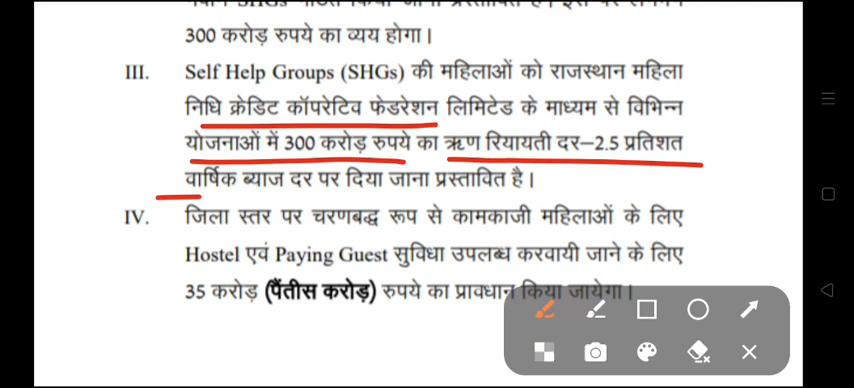 300 करोड़ रुपये का व्यय होगा।
III. Self Help Groups (SHGs) की महिलाओं को राजस्थान महिला
निधि क्रेडिट कॉपरेटिव फेडरेशन लिमिटेड के माध्यम से विभिन्न
योजनाओं में 300 करोड़ रुपये का ऋण रियायती दर–2.5 प्रतिशत
वार्षिक ब्याज दर पर दिया जाना प्रस्तावित है।
IV. जिला स्तर पर चरणबद्ध रूप से कामकाजी महिलाओं के लिए
Hostel एवं Paying Guest सुविधा उपलब्ध करवायी जाने के लिए
35 करोड़ (पैंतीस करोड़) रुपये का प्रावधान किया जायेगा।